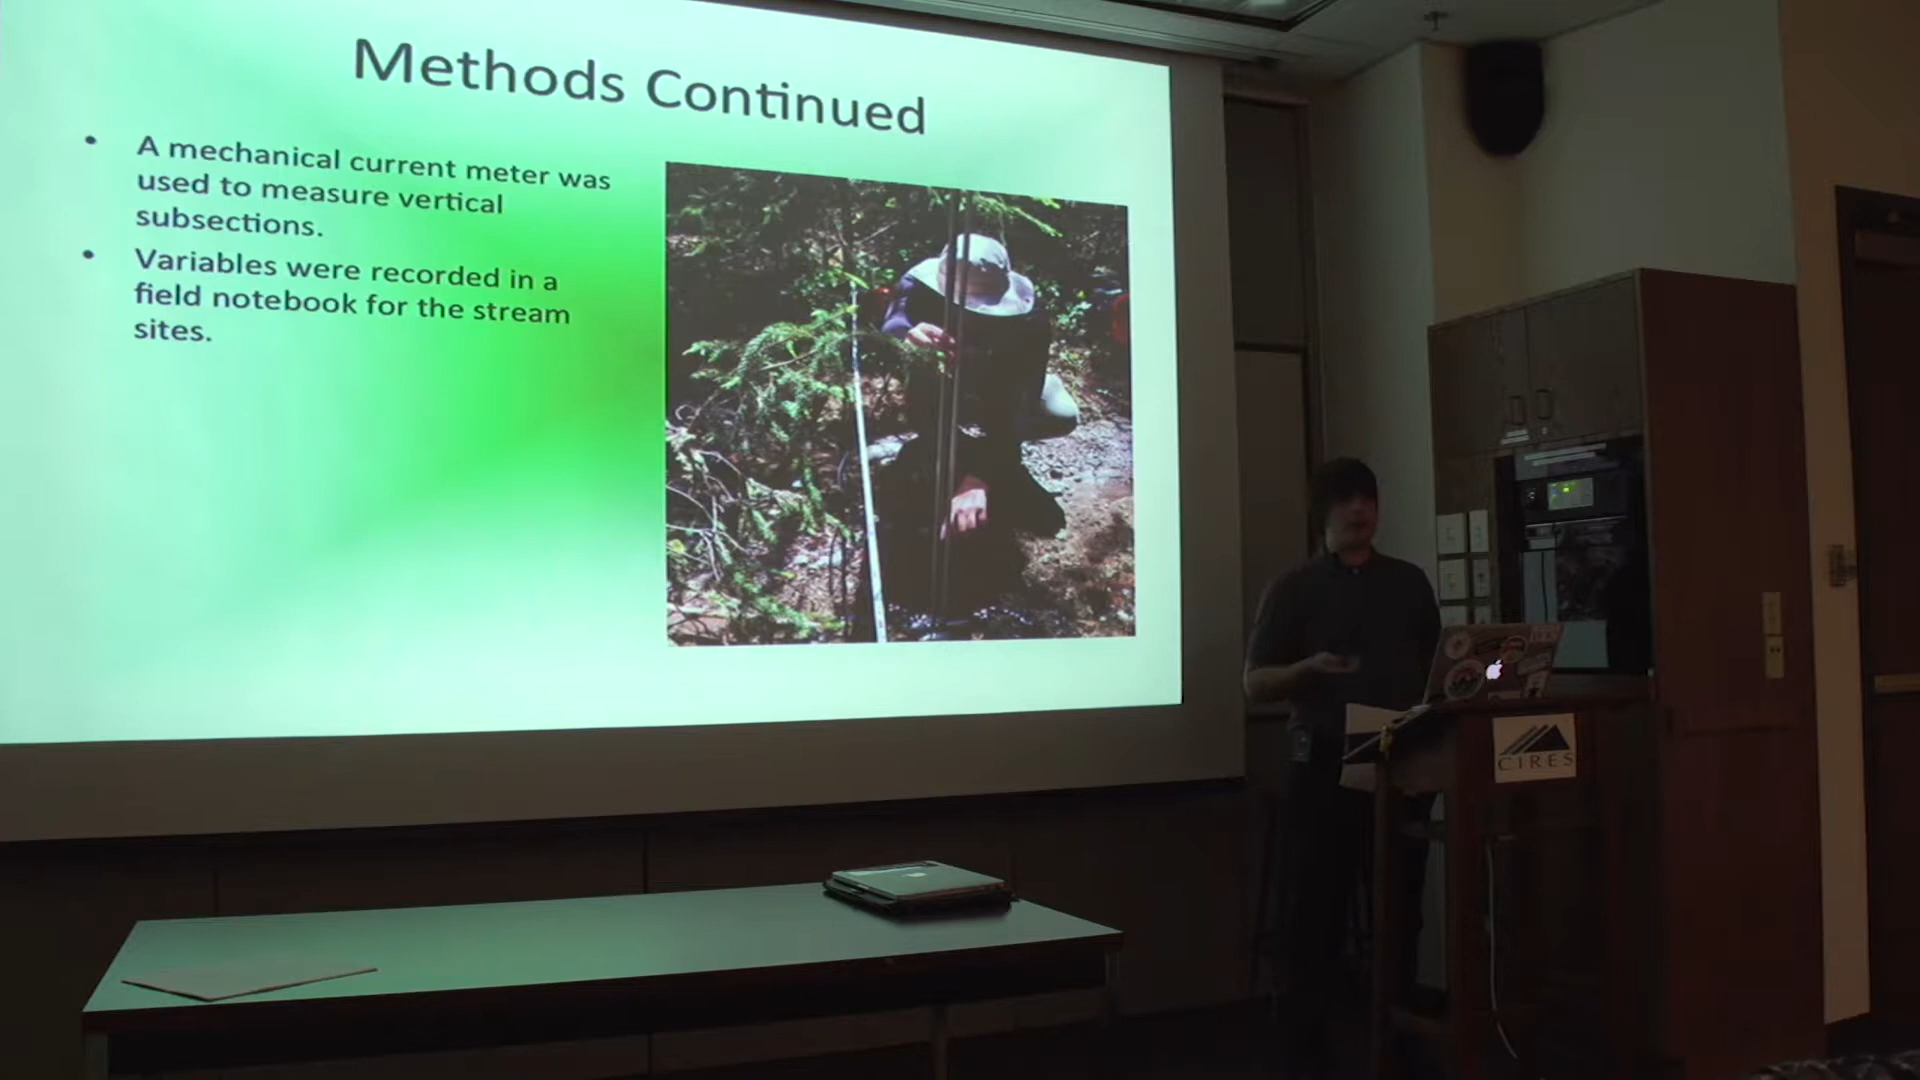 Methods Continued
• A mechanical current meter was
used to measure vertical
subsections.
• Variables were recorded in a
field notebook for the stream
sites.
CIRES